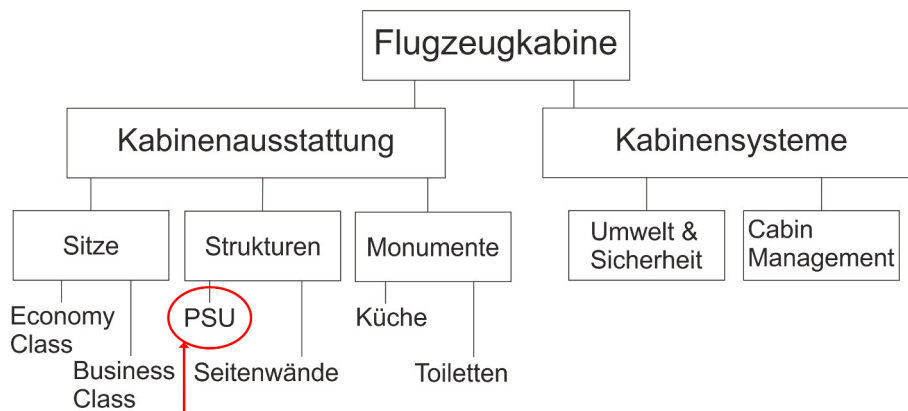 Flugzeugkabine
Kabinenausstattung
Kabinensysteme
Sitze
Strukturen
Monumente
Umwelt &
Sicherheit
Cabin
Management
Economy
Class
PSU
Küche
Business
Class
Seitenwände
Toiletten